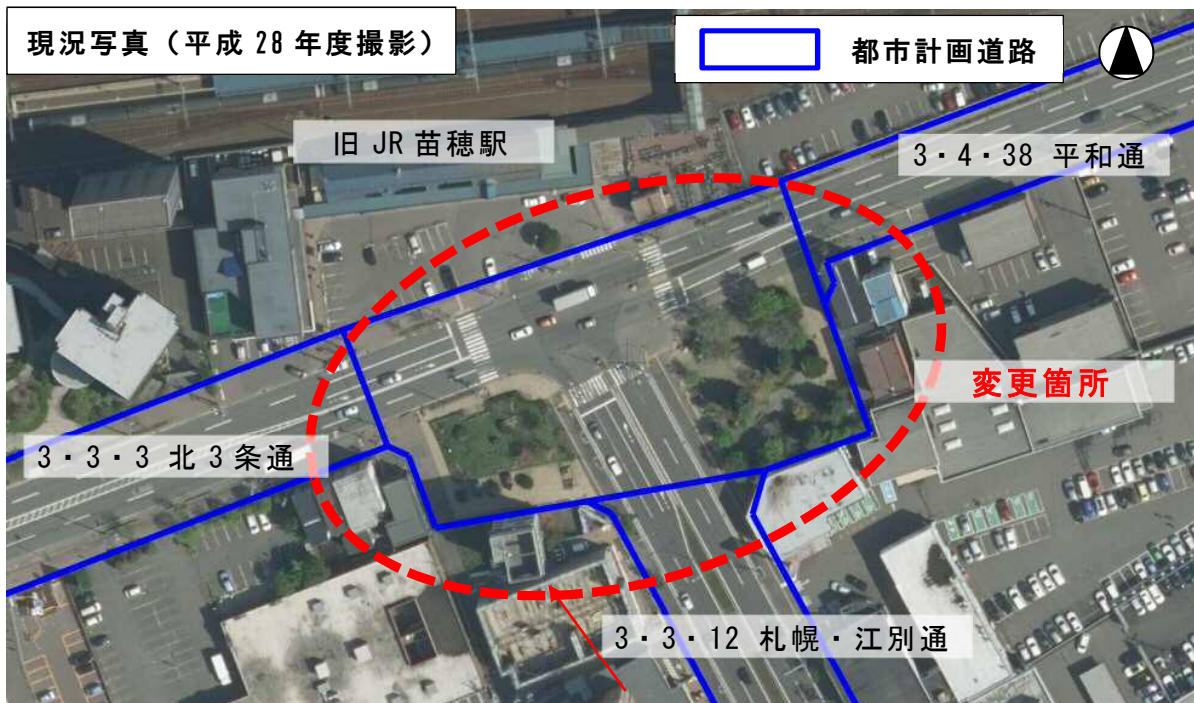 現況写真（平成28年度撮影）
都市計画道路
旧JR苗穂駅
3・4・38 平和通
変更箇所
3・3・3 北3条通
3・3・12 札幌・江別通